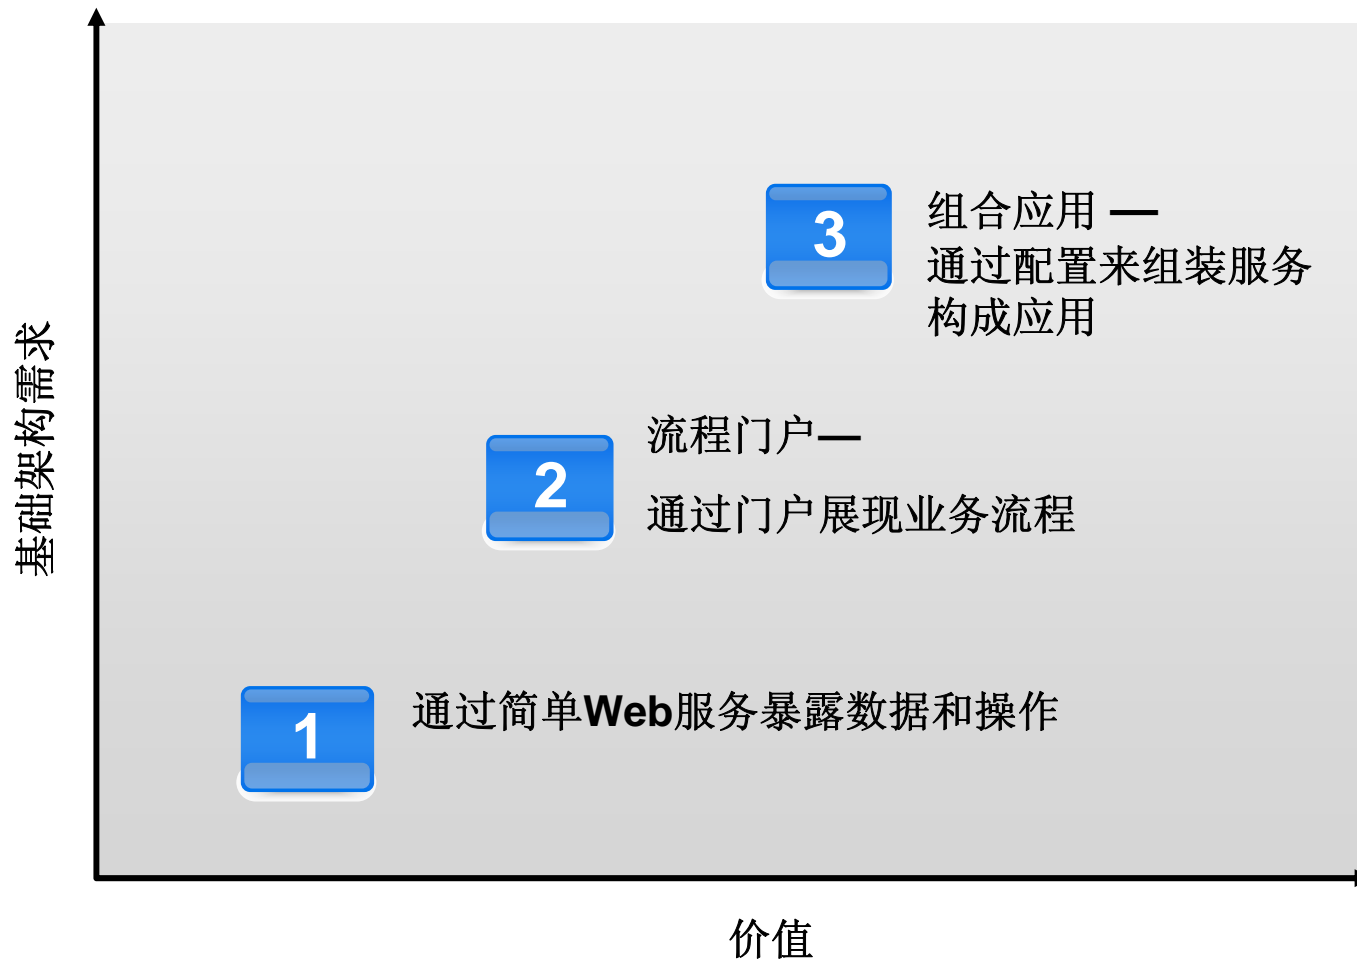 3
组合应用 —
通过配置来组装服务
构成应用
基础架构需求
2
流程门户—
通过门户展现业务流程
1
通过简单Web服务暴露数据和操作
价值